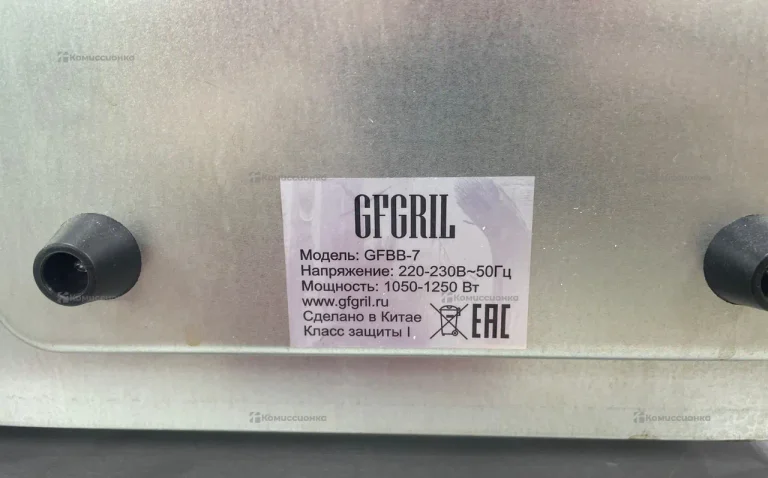 Комиссионка
Комиссионка
Комиссионка
GFGRIL
Модель: GFBB-7
Напряжение: 220-230В~50Гц
Мощность: 1050-1250 Вт
www.gfgril.ru
Сделано в Китае
Класс защиты I
EAC
Комиссионка
Комиссионка
Комиссионка
Комиссионка